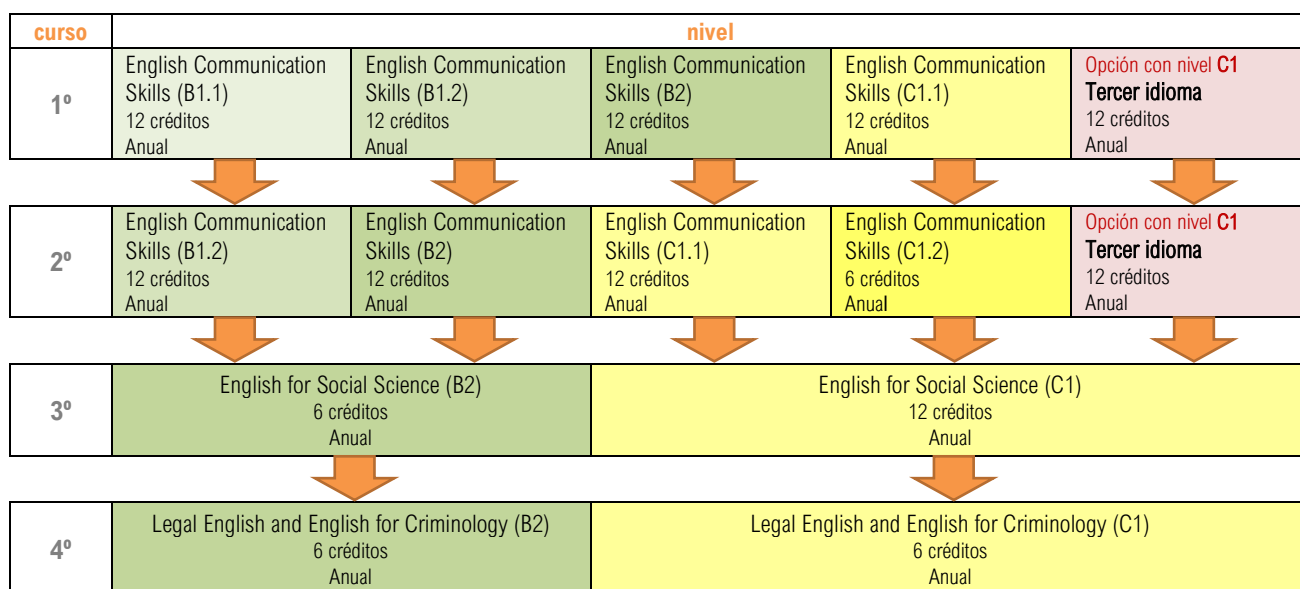 curso
nivel
1º
English Communication
Skills (B1.1)
12 créditos
Anual
English Communication
Skills (B1.2)
12 créditos
Anual
English Communication
Skills (B2)
12 créditos
Anual
English Communication
Skills (C1.1)
12 créditos
Anual
Opción con nivel C1
Tercer idioma
12 créditos
Anual
2º
English Communication
Skills (B1.2)
12 créditos
Anual
English Communication
Skills (B2)
12 créditos
Anual
English Communication
Skills (C1.1)
12 créditos
Anual
English Communication
Skills (C1.2)
6 créditos
Anual
Opción con nivel C1
Tercer idioma
12 créditos
Anual
3º
English for Social Science (B2)
6 créditos
Anual
English for Social Science (C1)
12 créditos
Anual
4º
Legal English and English for Criminology (B2)
6 créditos
Anual
Legal English and English for Criminology (C1)
6 créditos
Anual